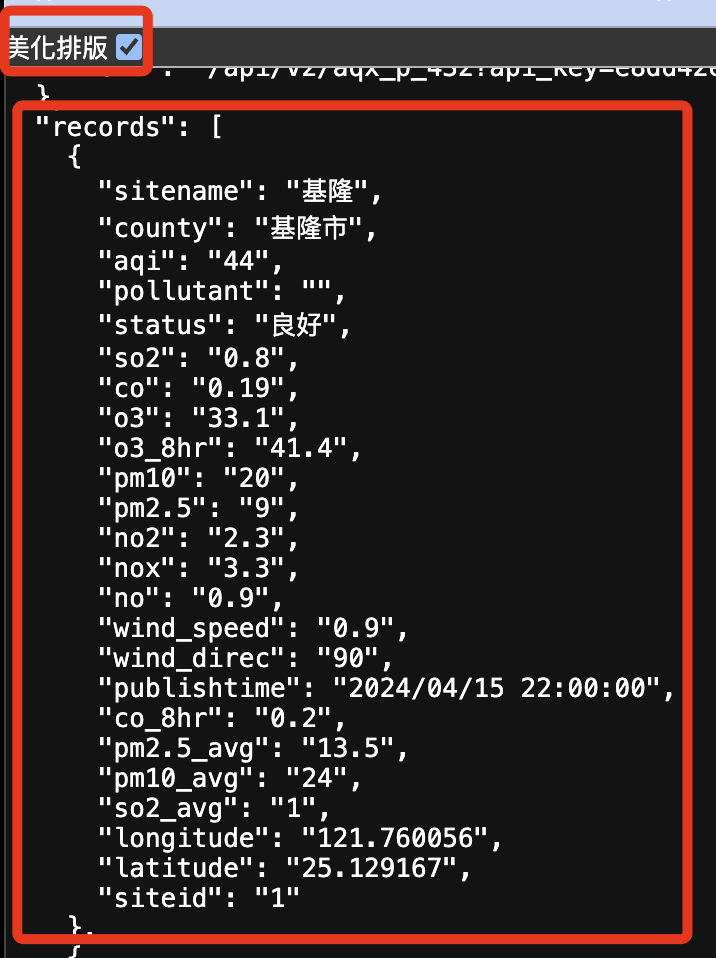 美化排版
/api/v2/aqx_p_432?api_key=e8dd42
}
"records": [
{
"sitename": "基隆",
"county": "基隆市",
"aqi": "44",
"pollutant": "",
"status": "良好",
"so2": "0.8",
"co": "0.19",
"o3": "33.1",
"o3_8hr": "41.4",
"pm10": "20",
"pm2.5": "9",
"no2": "2.3",
"nox": "3.3",
"no": "0.9",
"wind_speed": "0.9",
"wind_direc": "90",
"publishtime": "2024/04/15 22:00:00",
"co_8hr": "0.2",
"pm2.5_avg": "13.5",
"pm10_avg": "24",
"so2_avg": "1",
"longitude": "121.760056",
"latitude": "25.129167",
"siteid": "1"
},
{